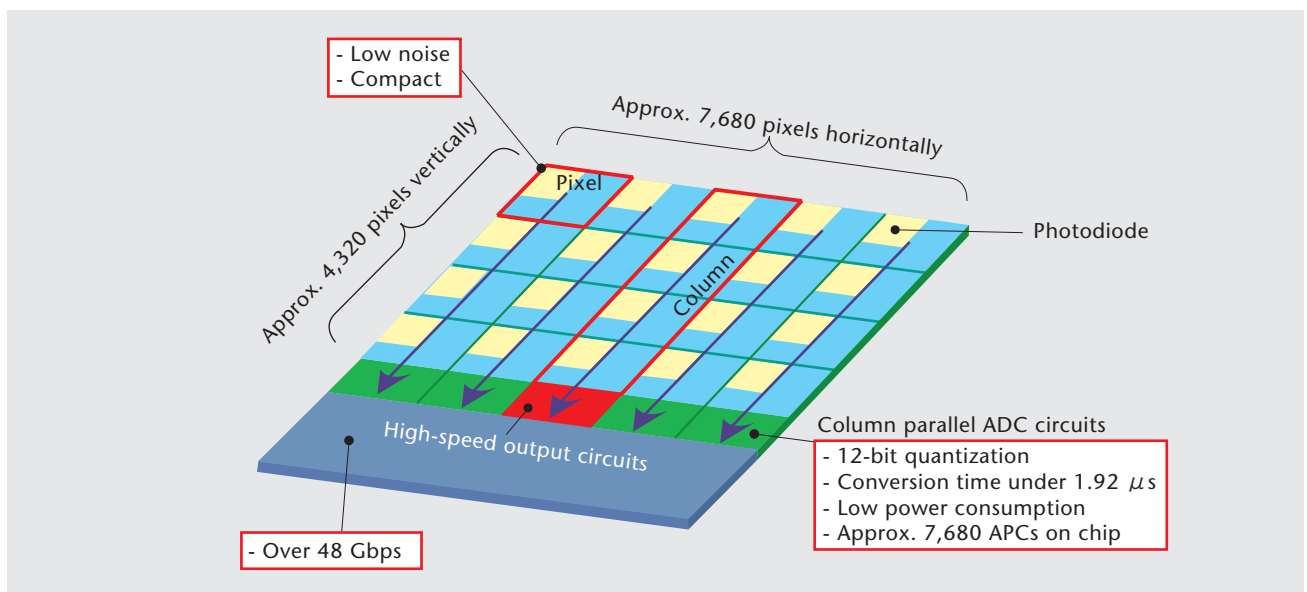 - Low noise
- Compact
Approx. 7,680 pixels horizontally
Approx. 4,320 pixels vertically
Pixel
Photodiode
Column
High-speed output circuits
Column parallel ADC circuits
- 12-bit quantization
- Conversion time under 1.92 μs
- Low power consumption
- Approx. 7,680 APCs on chip
- Over 48 Gbps